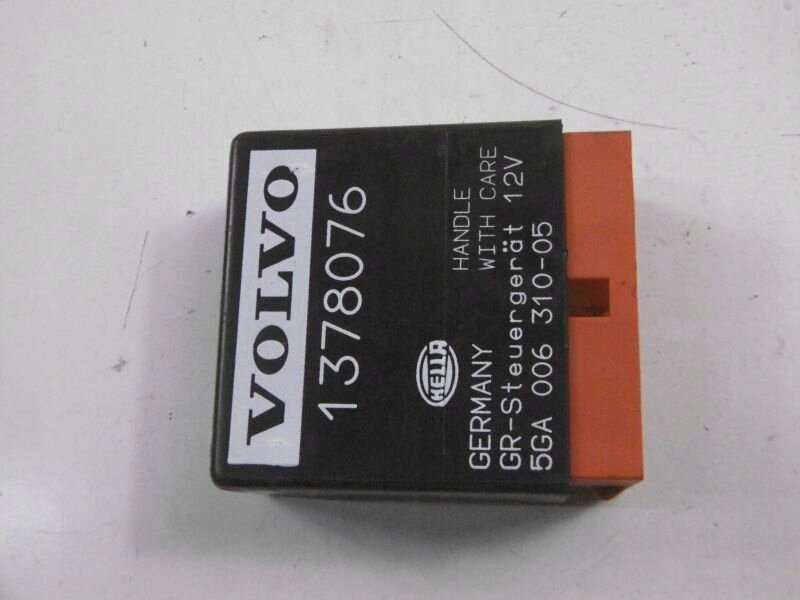 VOLVO
1378076
HELLA
HANDLE
WITH CARE
GERMANY
GR-Steuergerät 12V
5GA 006 310-05